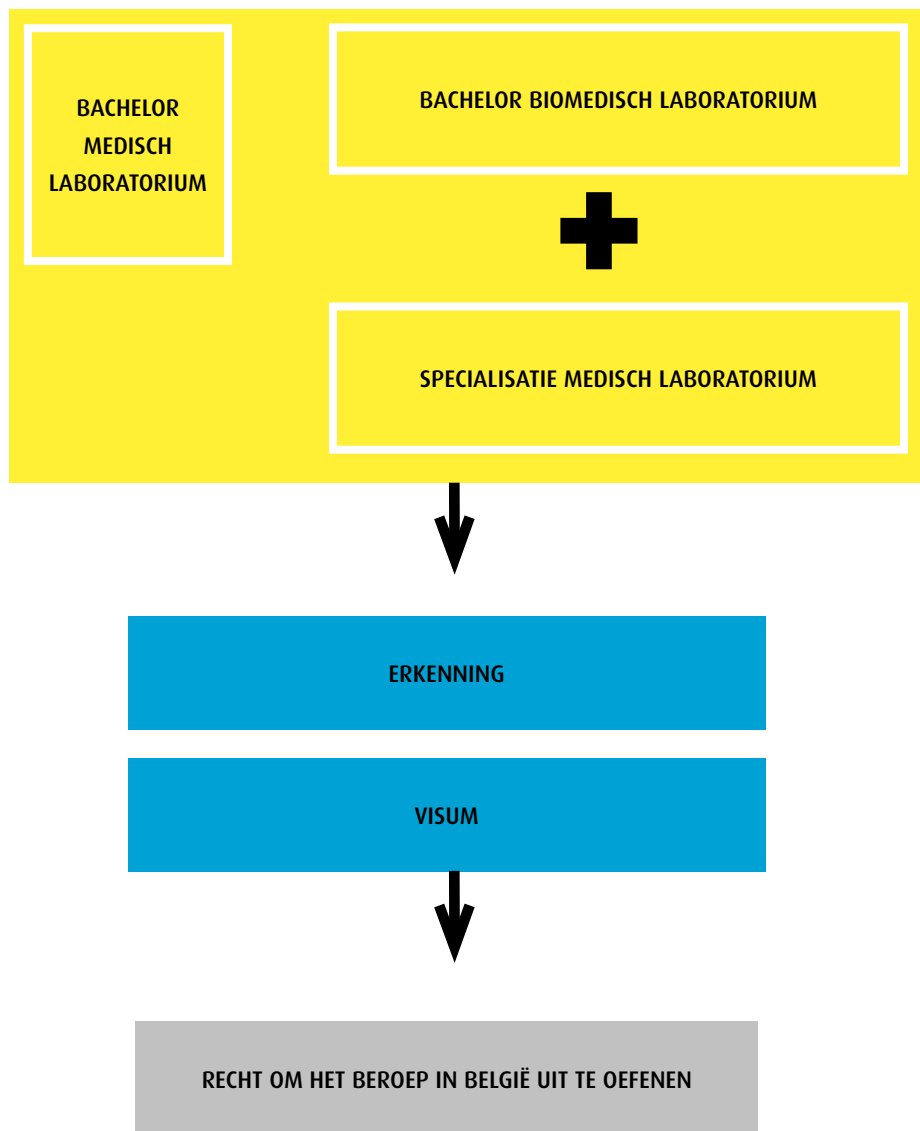 BACHELOR
MEDISCH
LABORATORIUM
BACHELOR BIOMEDISCH LABORATORIUM
SPECIALISATIE MEDISCH LABORATORIUM
ERKENNING
VISUM
RECHT OM HET BEROEP IN BELGIË UIT TE OEFENEN